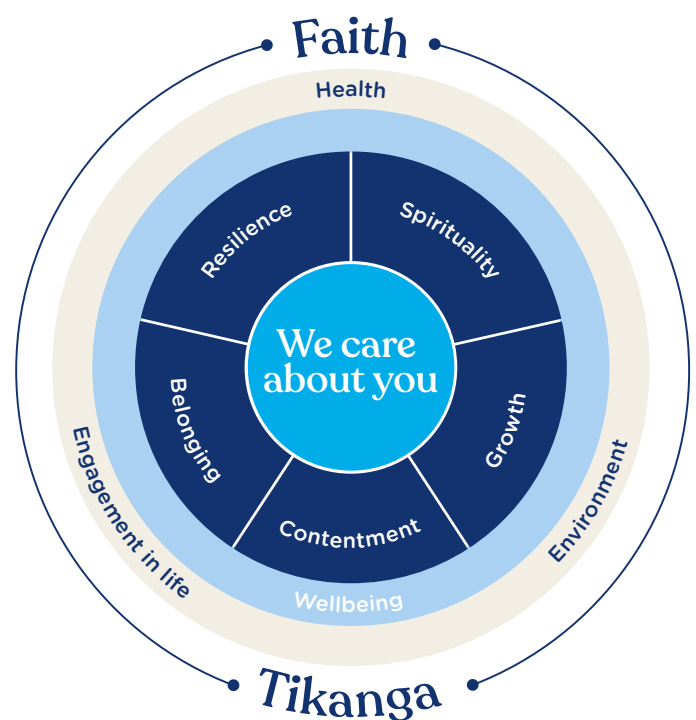 Faith
Health
Resilience
Spirituality
We care
about you
Belonging
Growth
Contentment
Engagement in life
Environment
Wellbeing
Tikanga